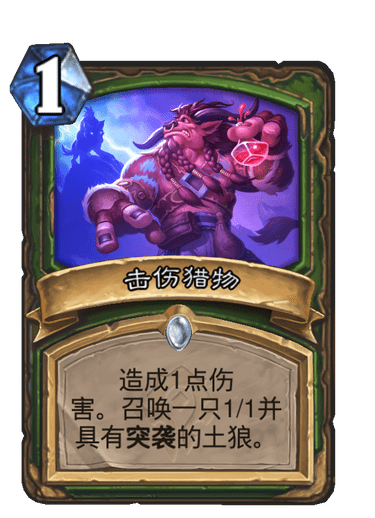 1
击伤猎物
造成1点伤
害。召唤一只1/1并
具有突袭的土狼。